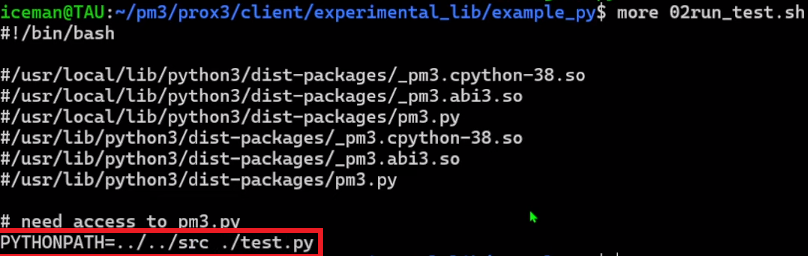 iceman@TAU:~/pm3/prox3/client/experimental_lib/example_py$ more 02run_test.sh
#!/bin/bash
#/usr/local/lib/python3/dist-packages/_pm3.cpython-38.so
#/usr/local/lib/python3/dist-packages/_pm3.abi3.so
#/usr/local/lib/python3/dist-packages/pm3.py
#/usr/lib/python3/dist-packages/_pm3.cpython-38.so
#/usr/lib/python3/dist-packages/_pm3.abi3.so
#/usr/lib/python3/dist-packages/pm3.py
# need access to pm3.py
PYTHONPATH=../../src ./test.py